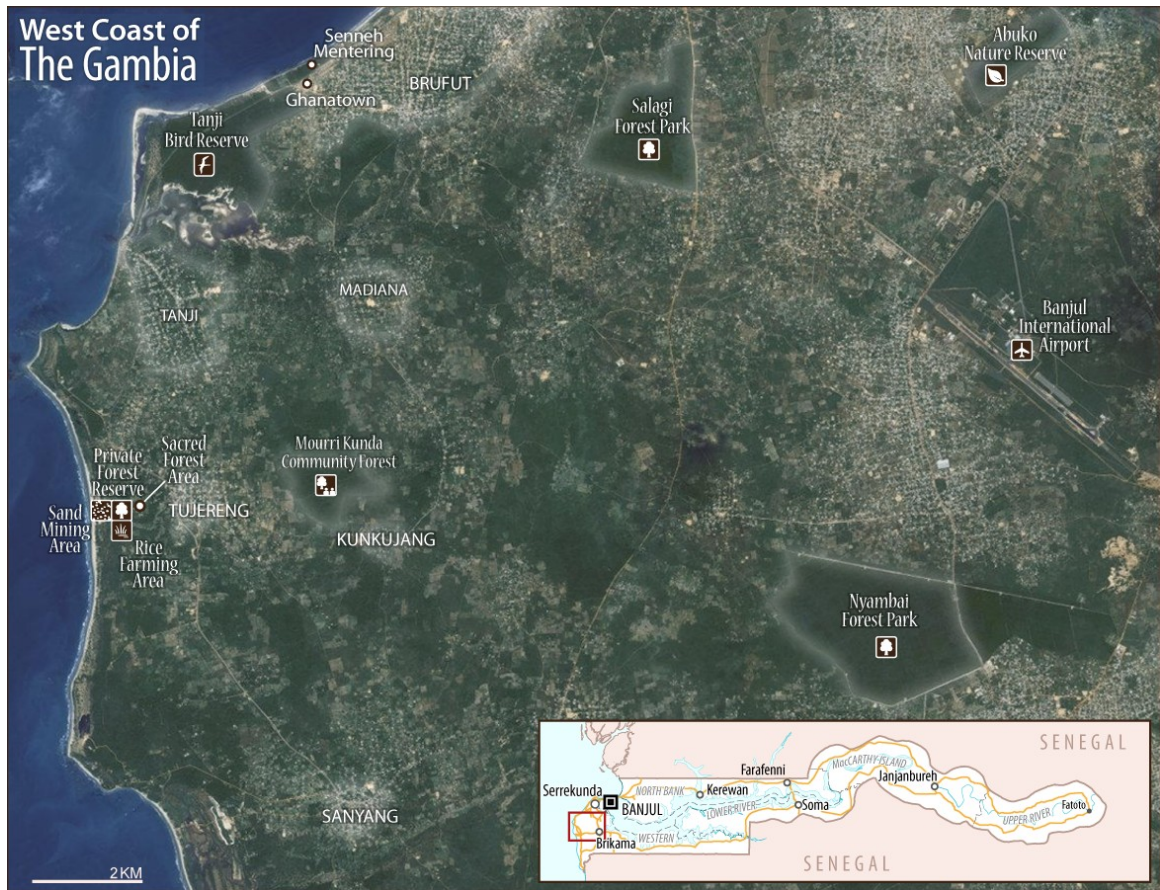 West Coast of
The Gambia
Senneh
Mentering
Ghanatown
BRUFUT
Abuko
Nature Reserve
Salagi
Forest Park
Tanji
Bird Reserve
TANJI
MADIANA
Banjul
International
Airport
Mourri Kunda
Community Forest
Sacred
Forest
Area
Private
Forest
Reserve
Sand
Mining
Area
TUJERENG
Rice
Farming
Area
KUNKUJANG
Nyambai
Forest Park
SANYANG
2 KM
SENEGAL
MacCARTHY ISLAND
Farafenni
Janjanbureh
NORTH BANK
Kerewan
Serrekunda
BANJUL
LOWER RIVER
Soma
Fatoto
UPPER RIVER
WESTERN
Brikama
SENEGAL